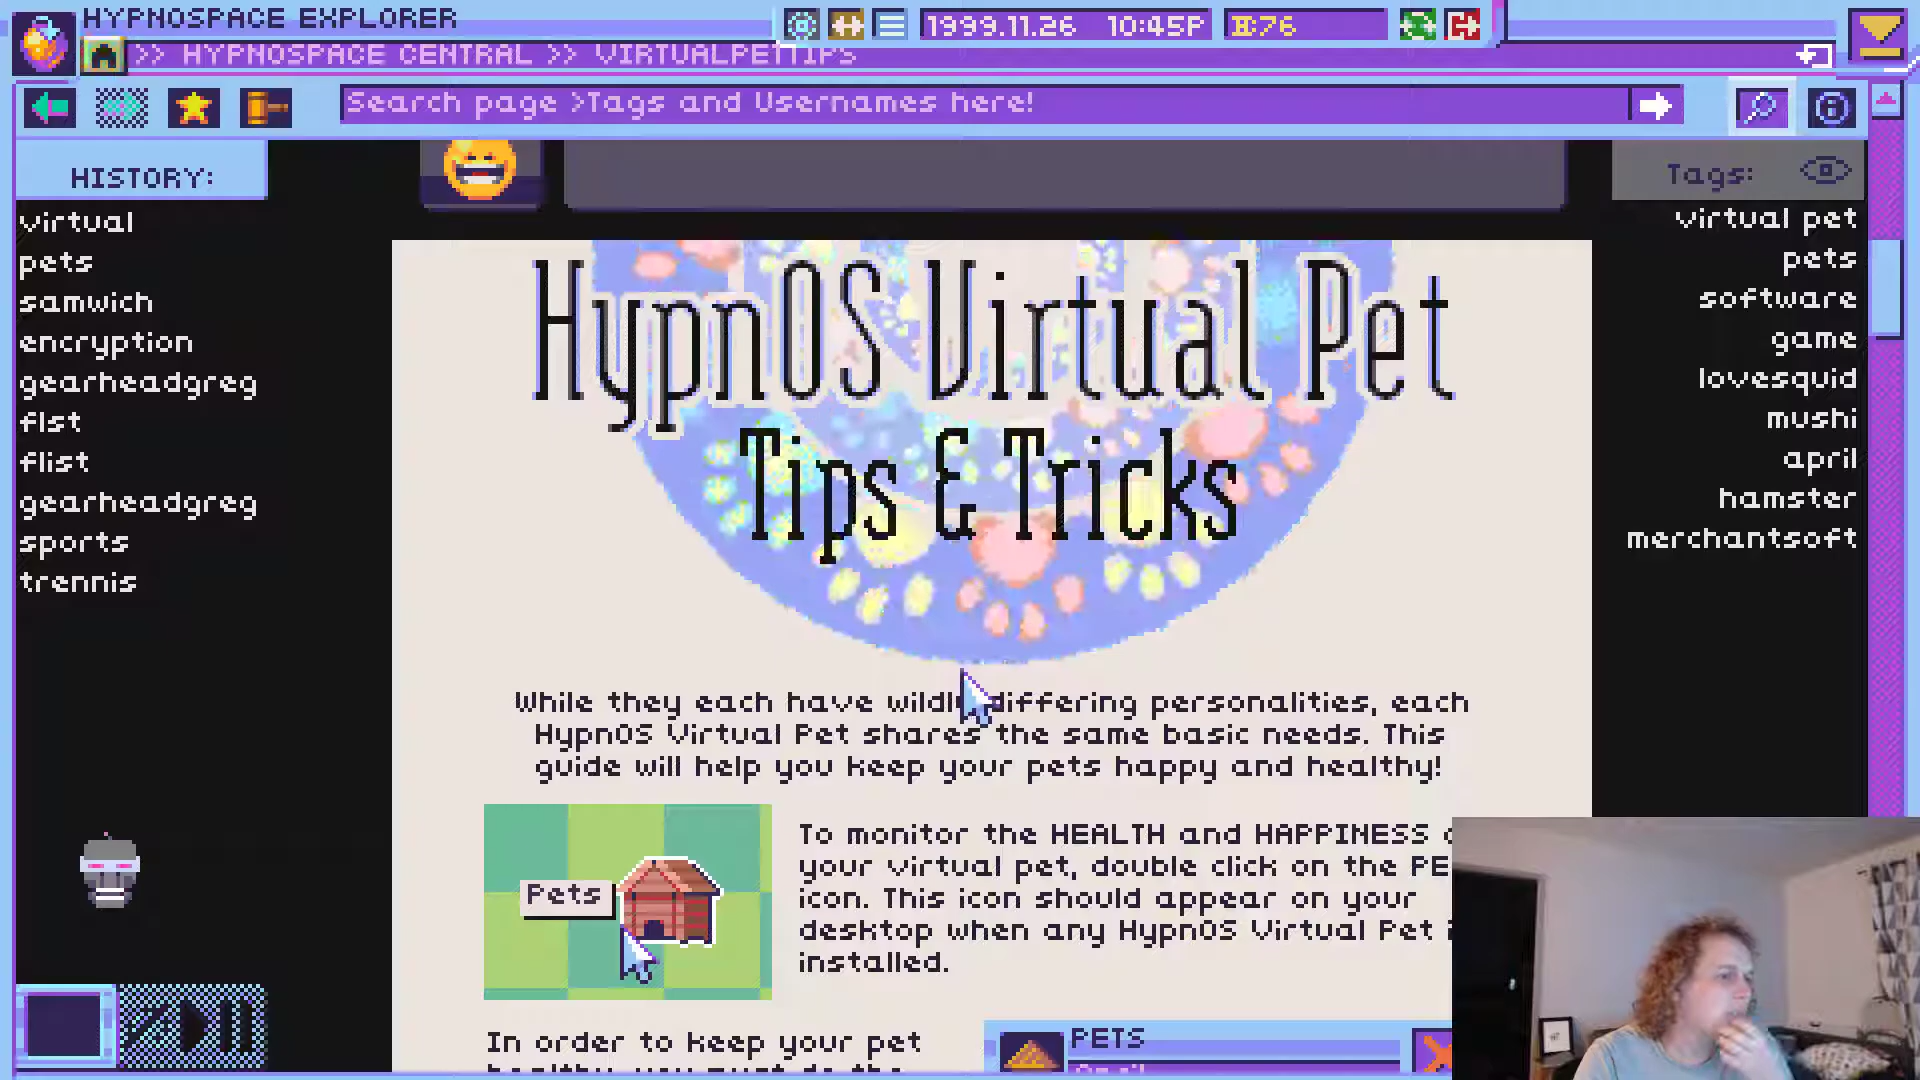 HYPNOSPACE EXPLORER
1999.11.26 10:45P
76
>> HYPNOSPACE CENTRAL >> VIRTUALPETTIPS
Search page >Tags and Usernames here!
HISTORY:
virtual
pets
samwich
encryption
gearheadgreg
flst
flist
gearheadgreg
sports
trennis
HypnOS Virtual Pet
Tips & Tricks
While they each have wildly differing personalities, each
HypnOS Virtual Pet shares the same basic needs. This
guide will help you keep your pets happy and healthy!
Pets
To monitor the HEALTH and HAPPINESS
your virtual pet, double click on the PE
icon. This icon should appear on your
desktop when any HypnOS Virtual Pet
installed.
In order to keep your pet
PETS
Tags:
virtual pet
pets
software
game
lovesquid
mushi
april
hamster
merchantsoft